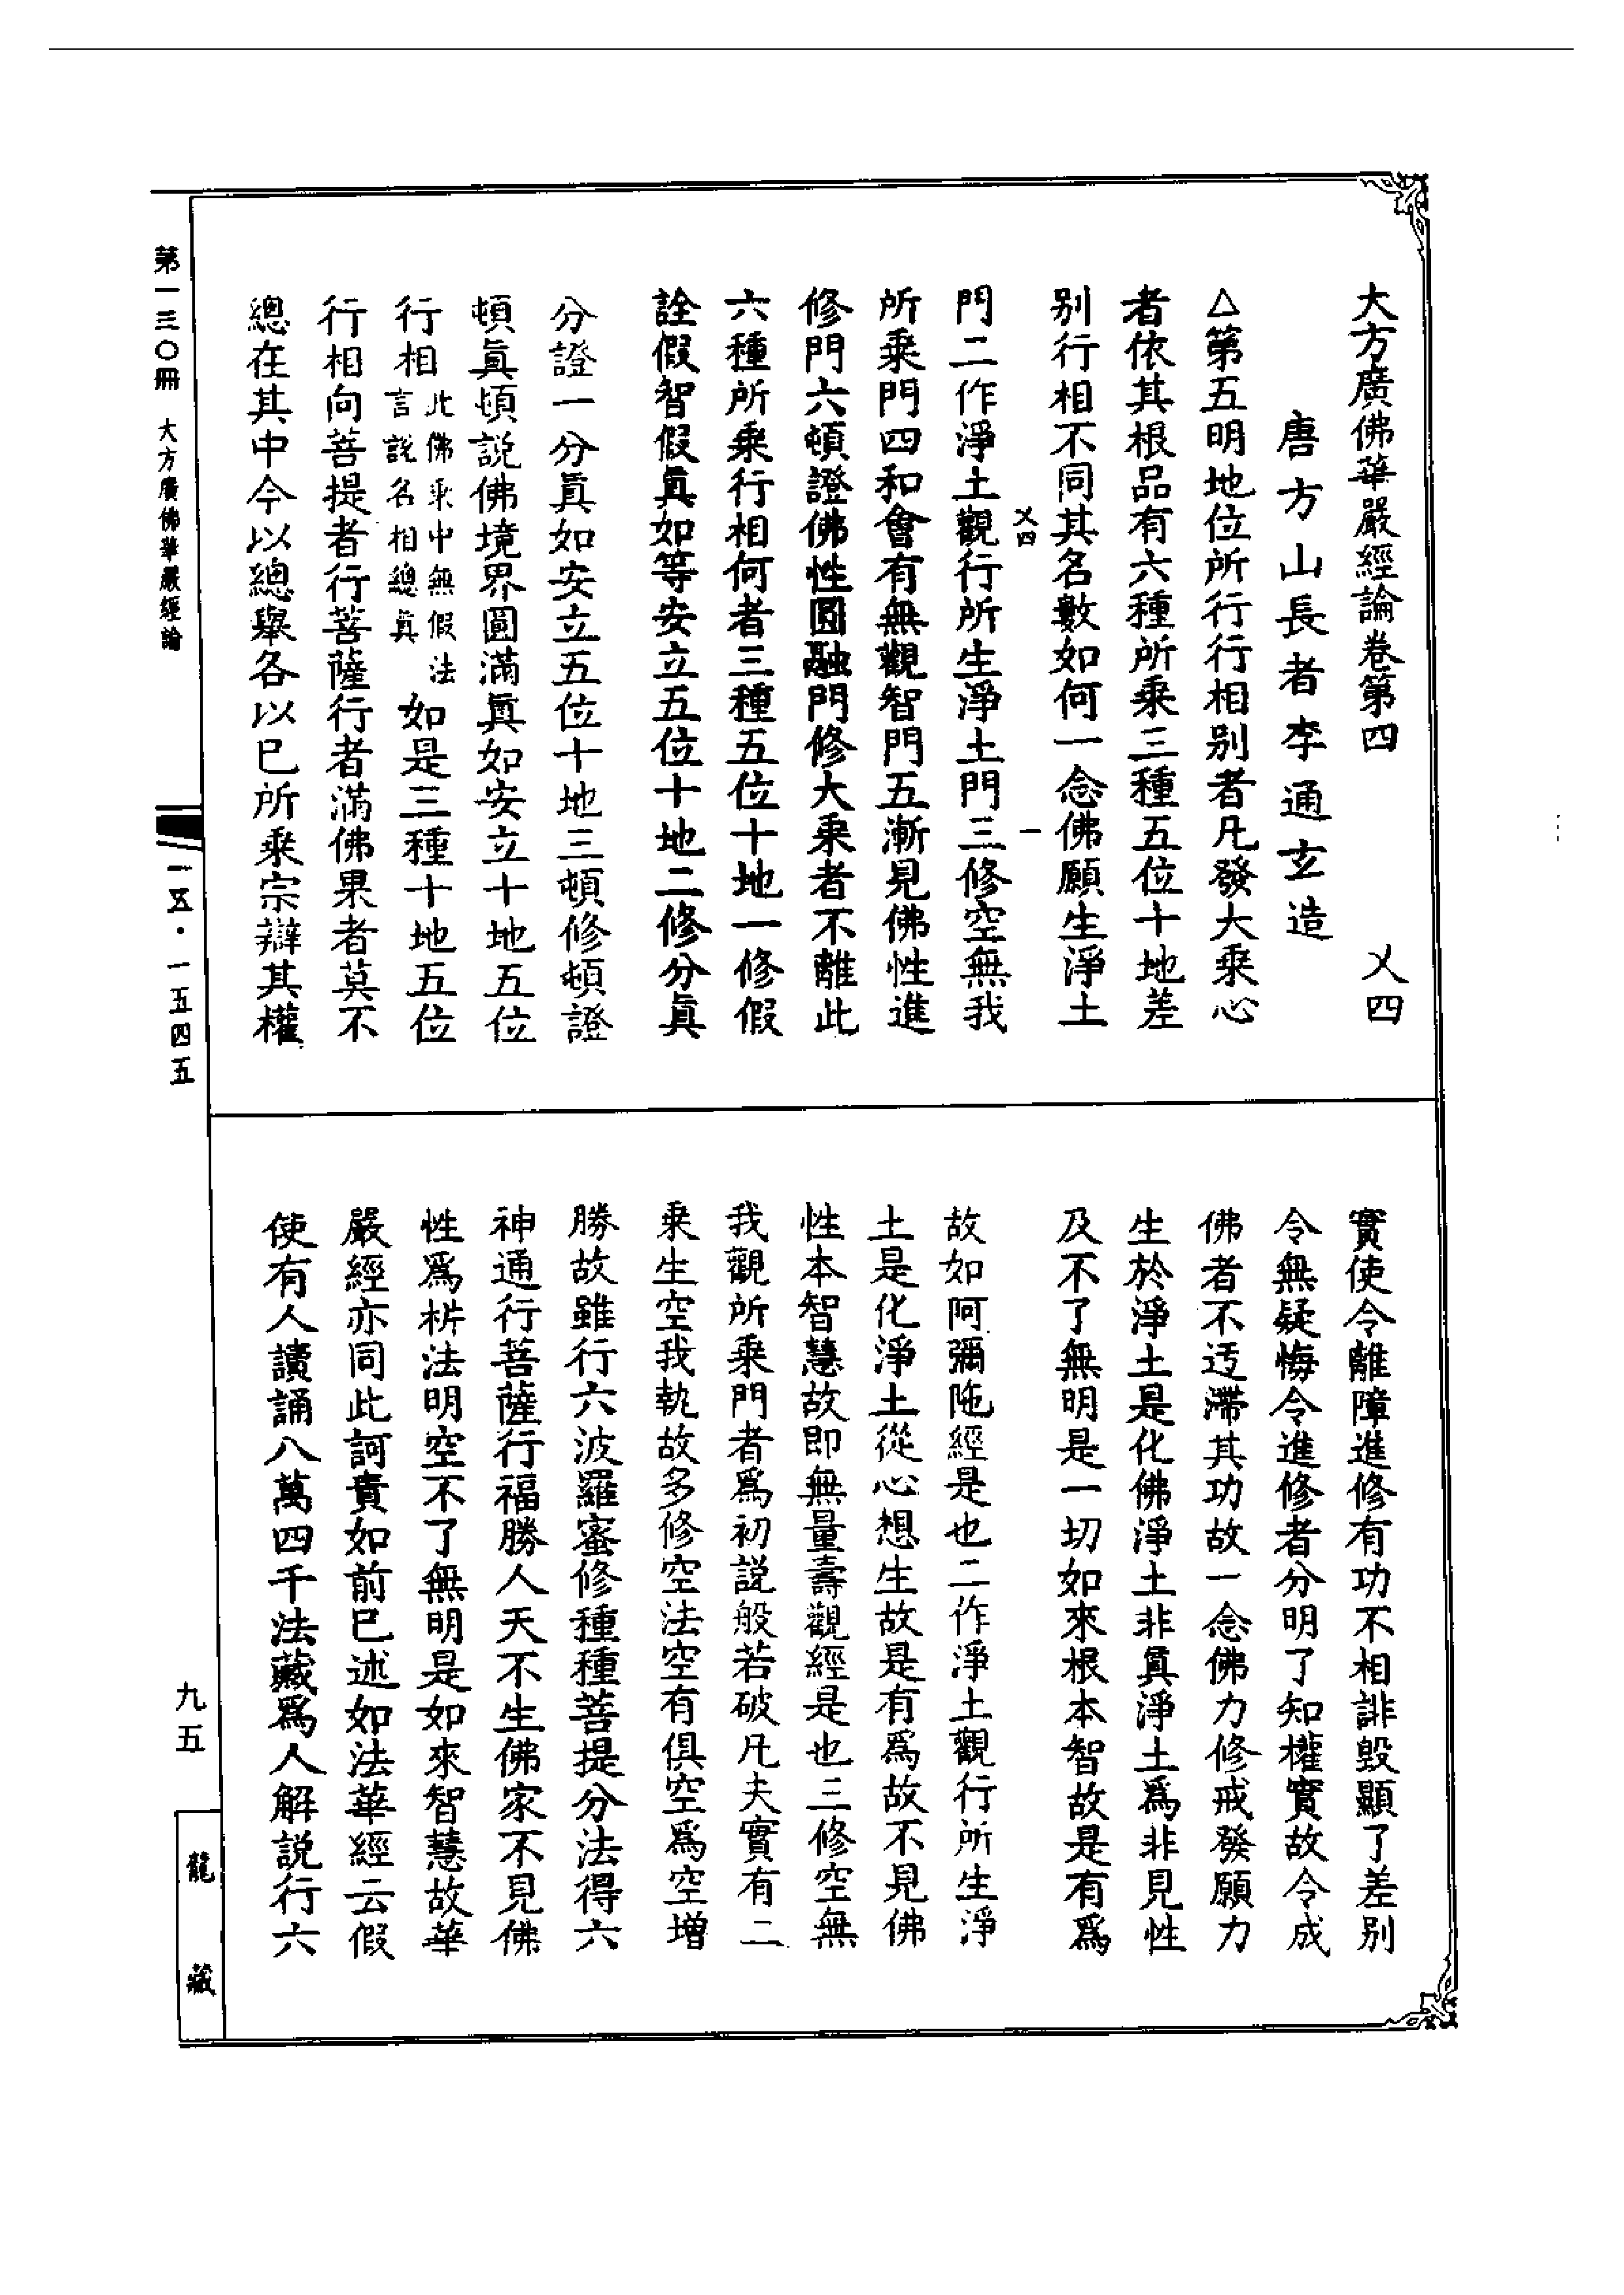 大方廣佛華嚴經論卷第四　乂四
唐方山長者李通玄造
△第五明地位所行行相别者凡發大乘心
者依其根品有六種所乘三種五位十地差
别行相不同其名數如何一念佛願生淨土
乂四　一
門二作淨土觀行所生淨土門三修空無我
所乘門四和會有無觀智門五漸見佛性進
修門六頓證佛性圓融門修大乘者不離此
六種所乘行相何者三種五位十地一修假
詮假智假眞如等安立五位十地二修分眞
分證一分眞如安立五位十地三頓修頓證
頓眞頓説佛境界圓滿眞如安立十地五位
行相此佛乘中無假法言説名相總眞如是三種十地五位
行相向菩提者行菩薩行者滿佛果者莫不
總在其中今以總舉各以已所乘宗辯其權
實使令離障進修有功不相誹毀顯了差别
令無疑悔令進修者分明了知權實故令成
佛者不迃滯其功故一念佛力修戒發願力
生於淨土是化佛淨土非眞淨土爲非見性
及不了無明是一切如來根本智故是有爲
故如阿彌陁經是也二作淨土觀行所生淨
土是化淨土從心想生故是有爲故不見佛
性本智慧故即無量壽觀經是也三修空無
我觀所乘門者爲初説般若破凡夫實有二
乘生空我執故多修空法空有俱空爲空增
勝故雖行六波羅蜜修種種菩提分法得六
神通行菩薩行福勝人天不生佛家不見佛
性爲析法明空不了無明是如來智慧故華
嚴經亦同此訶責如前已述如法華經云假
使有人讀誦八萬四千法藏爲人解説行六
第一三〇冊　大方廣佛華嚴經論
一五·一五四五
九五
龍藏